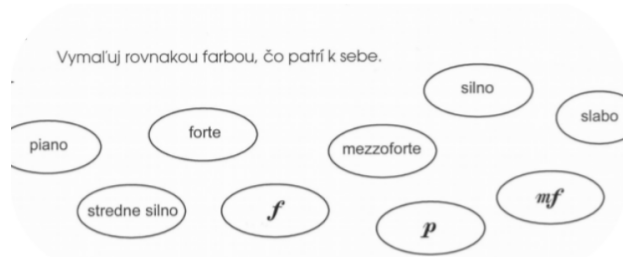 Vymaľuj rovnakou farbou, čo patrí k sebe.
silno
slabo
forte
piano
mezzoforte
stredne silno
f
mf
p